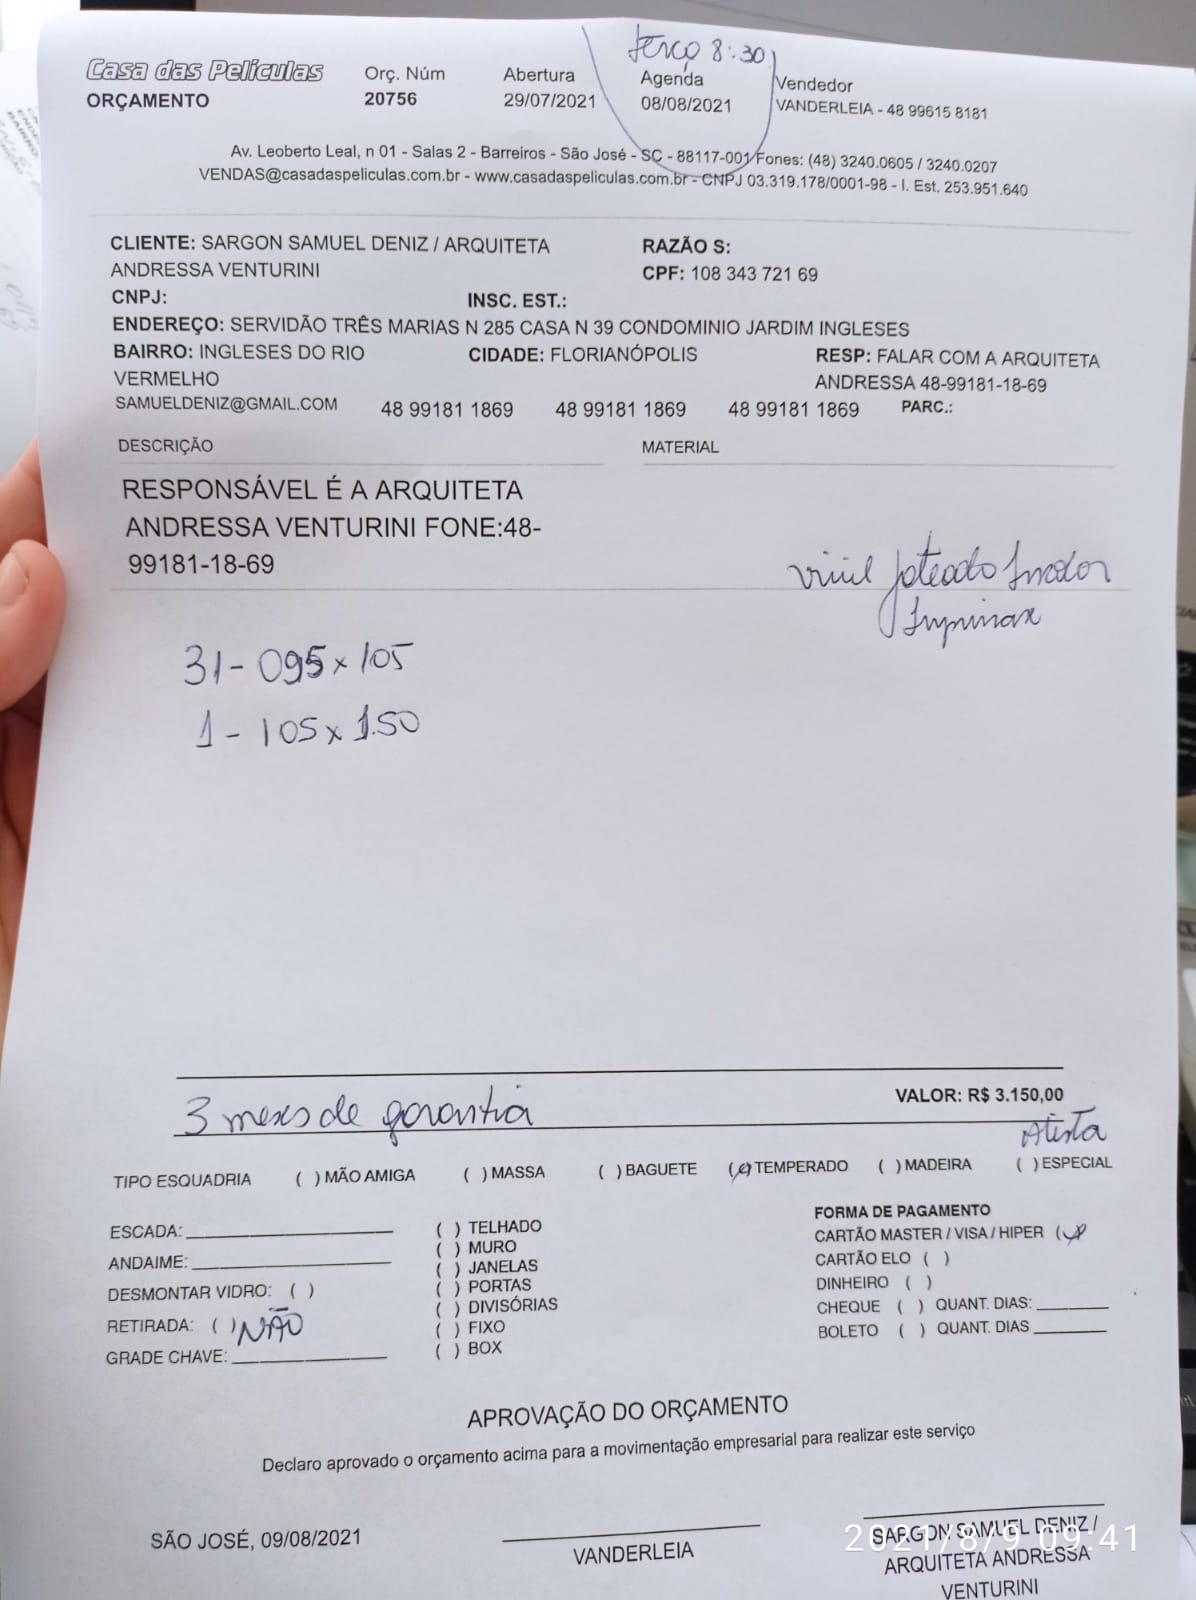 terça 8:30
Casa das Películas
ORÇAMENTO
Orç. Núm
20756
Abertura
29/07/2021
Agenda
08/08/2021
Vendedor
VANDERLEIA - 48 99615 8181
Av. Leoberto Leal, n 01 - Salas 2 - Barreiros - São José - SC - 88117-001 Fones: (48) 3240.0605 / 3240.0207
VENDAS@casadaspeliculas.com.br - www.casadaspeliculas.com.br - CNPJ 03.319.178/0001-98 - I. Est. 253.951.640
CLIENTE: SARGON SAMUEL DENIZ / ARQUITETA
ANDRESSA VENTURINI
RAZÃO S:
CPF: 108 343 721 69
CNPJ:
INSC. EST.:
ENDEREÇO: SERVIDÃO TRÊS MARIAS N 285 CASA N 39 CONDOMINIO JARDIM INGLESES
BAIRRO: INGLESES DO RIO
VERMELHO
CIDADE: FLORIANÓPOLIS
RESP: FALAR COM A ARQUITETA
ANDRESSA 48-99181-18-69
SAMUELDENIZ@GMAIL.COM 48 99181 1869 48 99181 1869 48 99181 1869 PARC.:
DESCRIÇÃO
MATERIAL
RESPONSÁVEL É A ARQUITETA
ANDRESSA VENTURINI FONE:48-
99181-18-69
vinil jateado Incolor
31- 095 x 105
1 - 105 x 1.50
3 meses de garantia
VALOR: R$ 3.150,00
Avista
TIPO ESQUADRIA ( ) MÃO AMIGA ( ) MASSA ( ) BAGUETE ( ) TEMPERADO ( ) MADEIRA ( ) ESPECIAL
ESCADA:
ANDAIME:
DESMONTAR VIDRO: ( )
RETIRADA: ( ) NÃO
GRADE CHAVE:
( ) TELHADO
( ) MURO
( ) JANELAS
( ) PORTAS
( ) DIVISÓRIAS
( ) FIXO
( ) BOX
FORMA DE PAGAMENTO
CARTÃO MASTER / VISA / HIPER ( )
CARTÃO ELO ( )
DINHEIRO ( )
CHEQUE ( ) QUANT. DIAS:
BOLETO ( ) QUANT. DIAS
APROVAÇÃO DO ORÇAMENTO
Declaro aprovado o orçamento acima para a movimentação empresarial para realizar este serviço
SÃO JOSÉ, 09/08/2021
VANDERLEIA
SARGON SAMUEL DENIZ /
ARQUITETA ANDRESSA
VENTURINI
2021/8/9 09:41